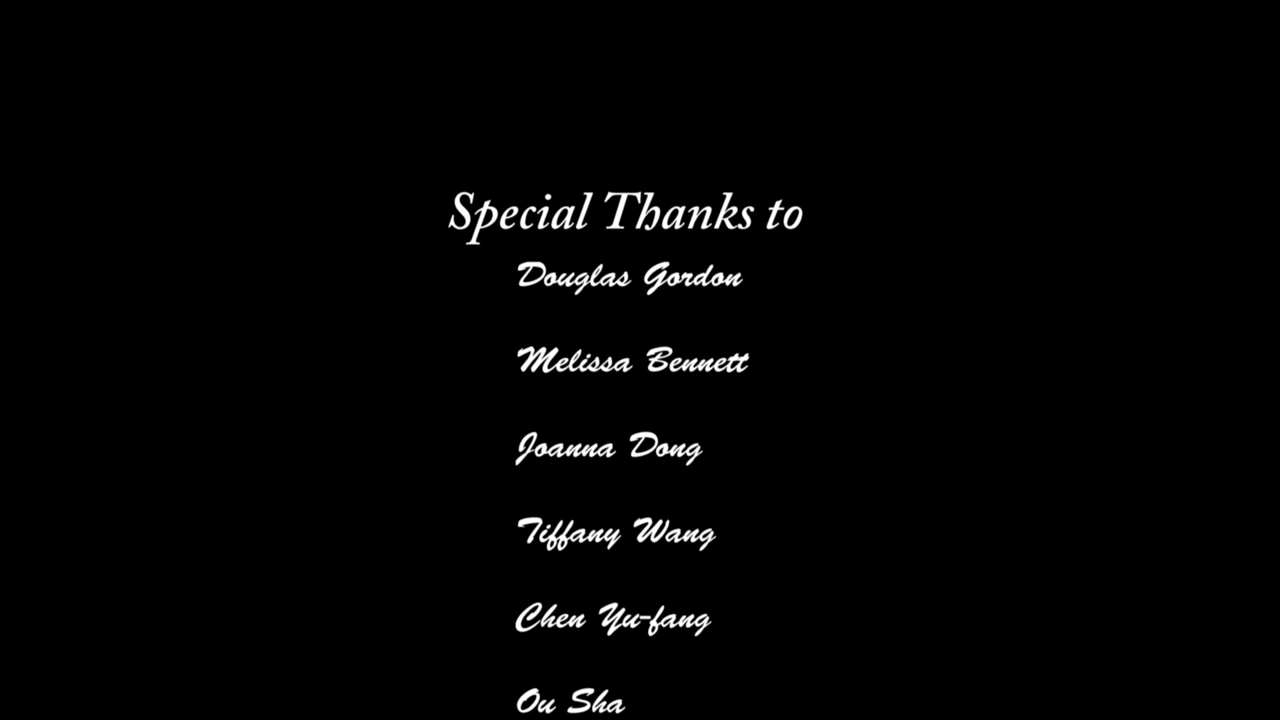 Special Thanks to
Douglas Gordon
Melissa Bennett
Joanna Dong
Tiffany Wang
Chen Yu-fang
Ou Sha